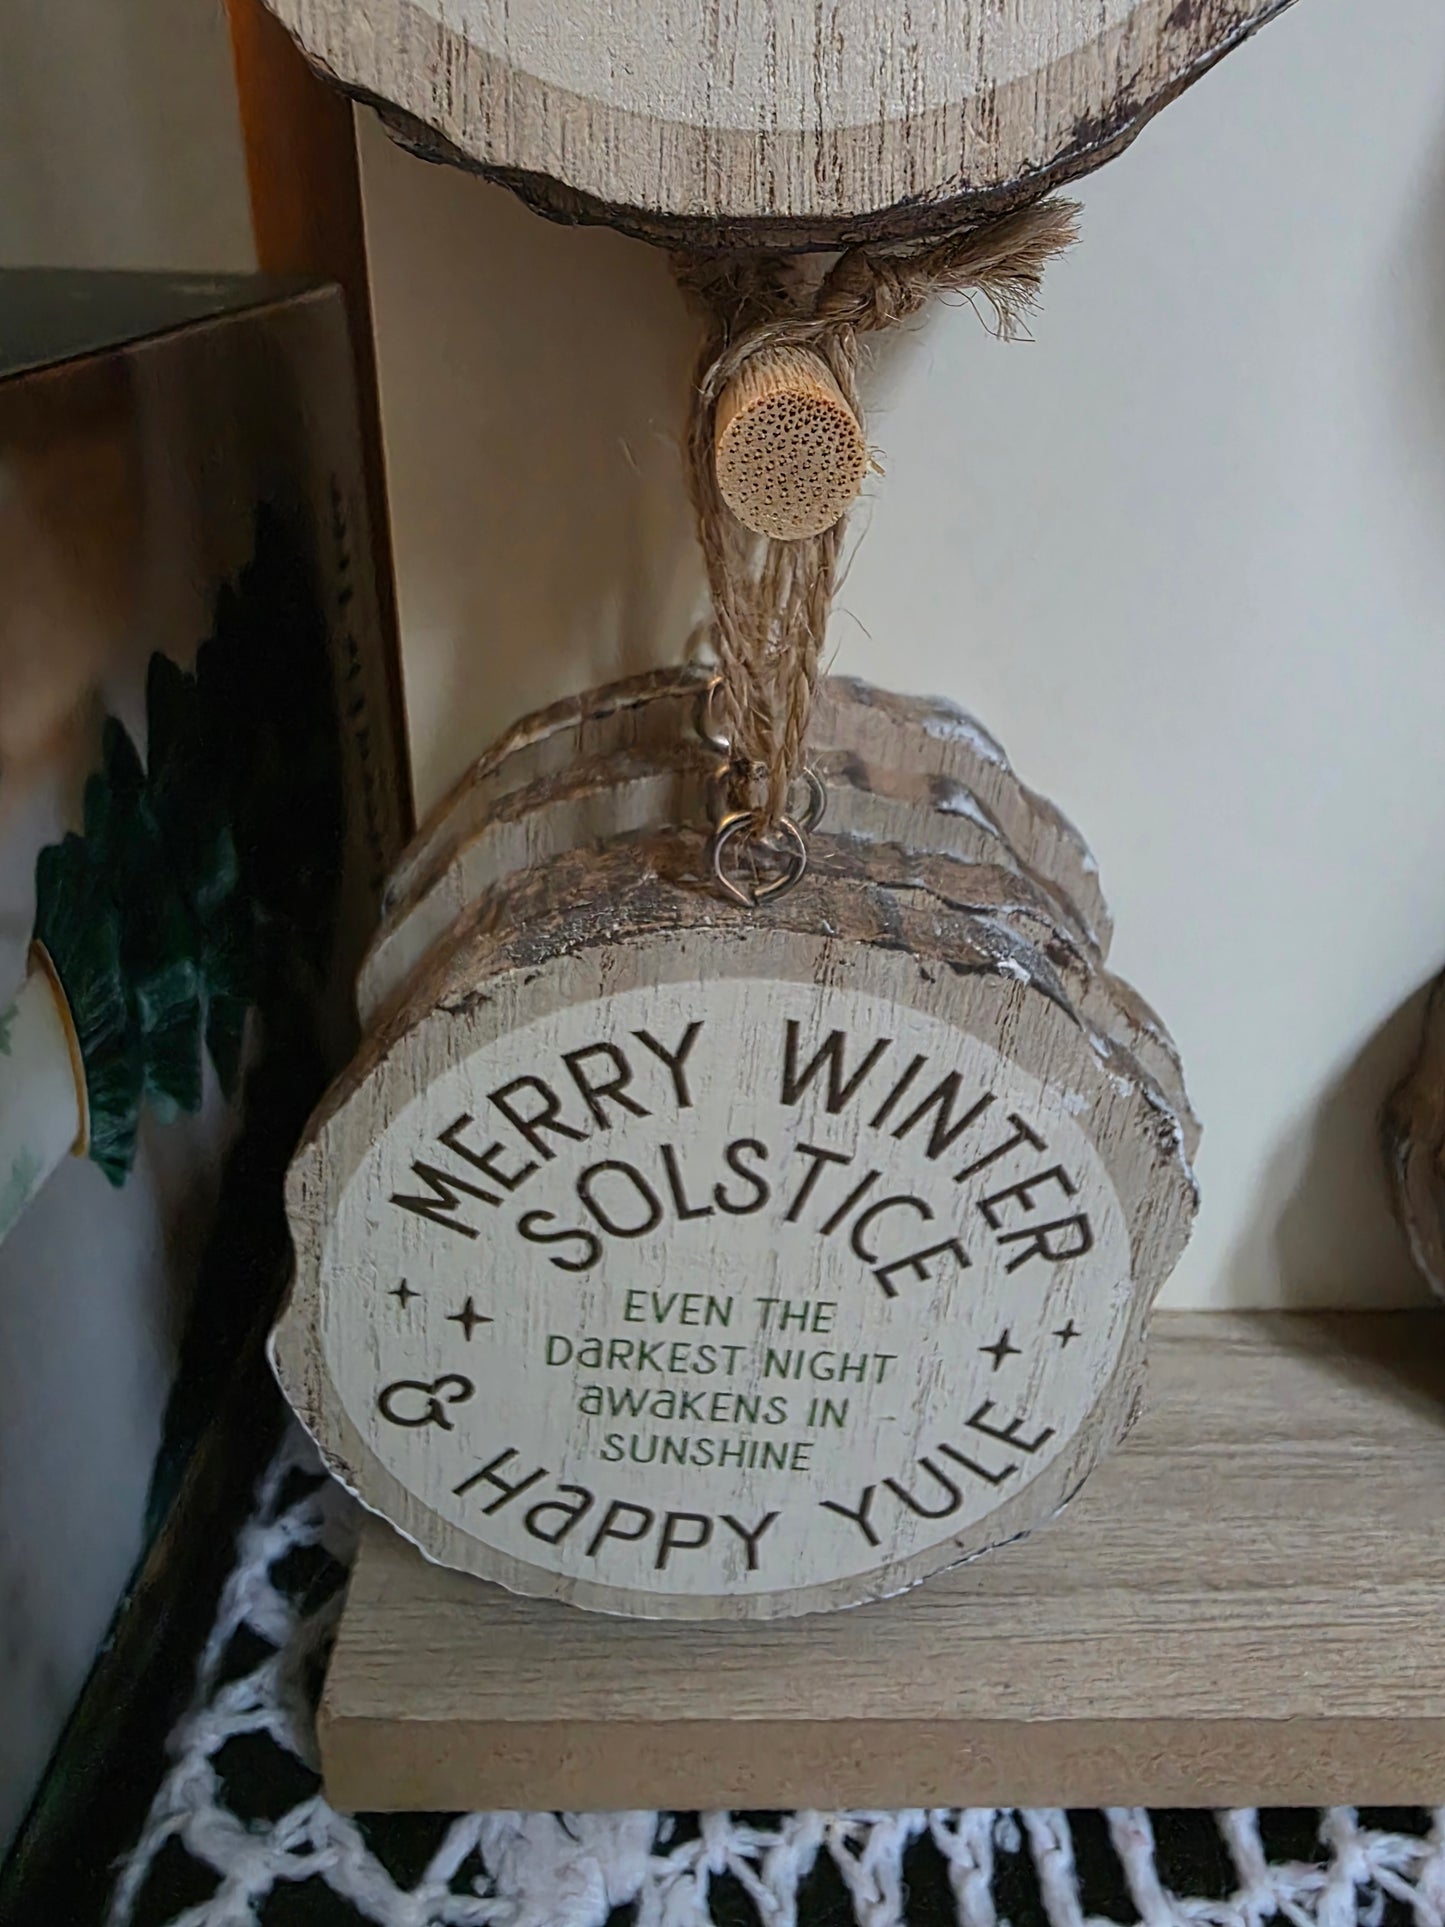 MERRY WINTER
SOLSTICE
EVEN THE
DaRKEST NIGHT
aWaKENS IN
SUNSHINE
& HaPPY YULE